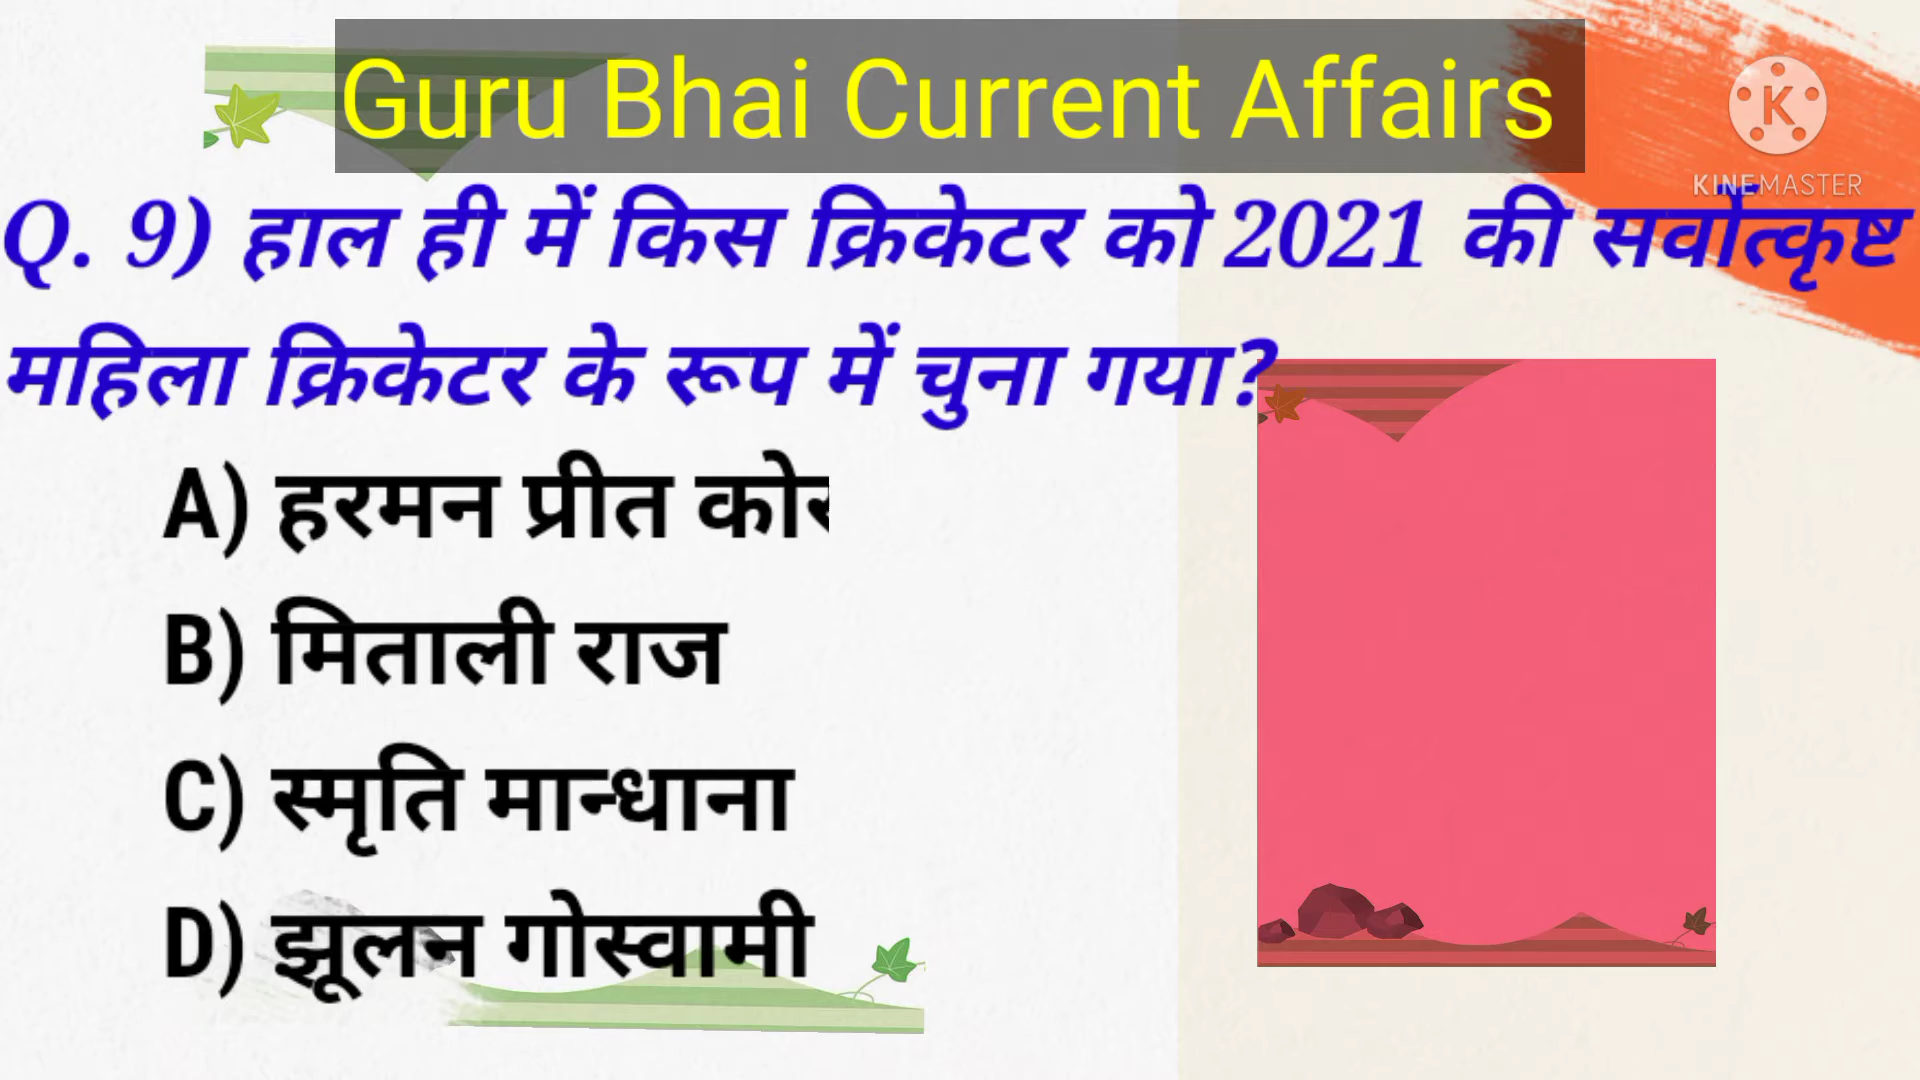 Guru Bhai Current Affairs
KINEMASTER
Q. 9) हाल ही में किस क्रिकेटर को 2021 की सर्वोत्कृष्ट
महिला क्रिकेटर के रूप में चुना गया?
A) हरमन प्रीत कोर
B) मिताली राज
C) स्मृति मान्धाना
D) झूलन गोस्वामी